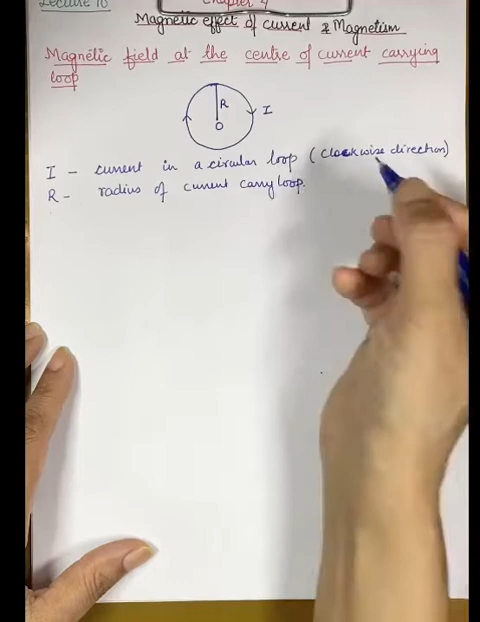 Lecture 10
Chapter 4
Magnetic effect of current & Magnetism
Magnetic field at the centre of current carrying
loop
R
I
O
I - current in a circular loop (clockwise direction)
R - radius of current carry loop.